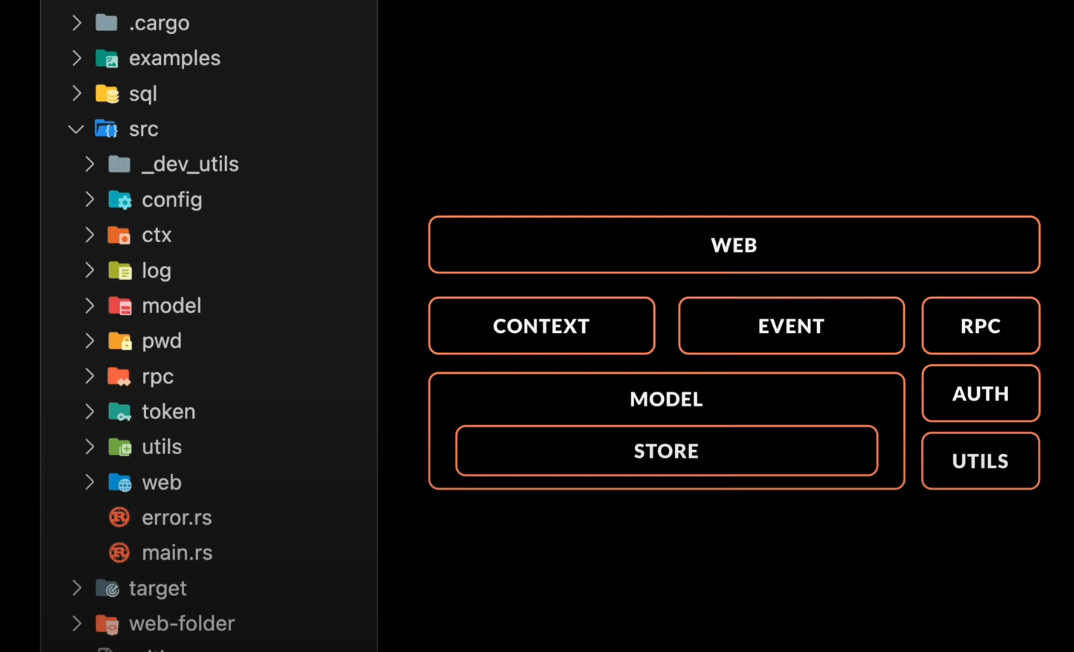 .cargo
examples
sql
src
_dev_utils
config
ctx
log
model
pwd
rpc
token
utils
web
error.rs
main.rs
target
web-folder
WEB
CONTEXT
EVENT
RPC
MODEL
AUTH
STORE
UTILS